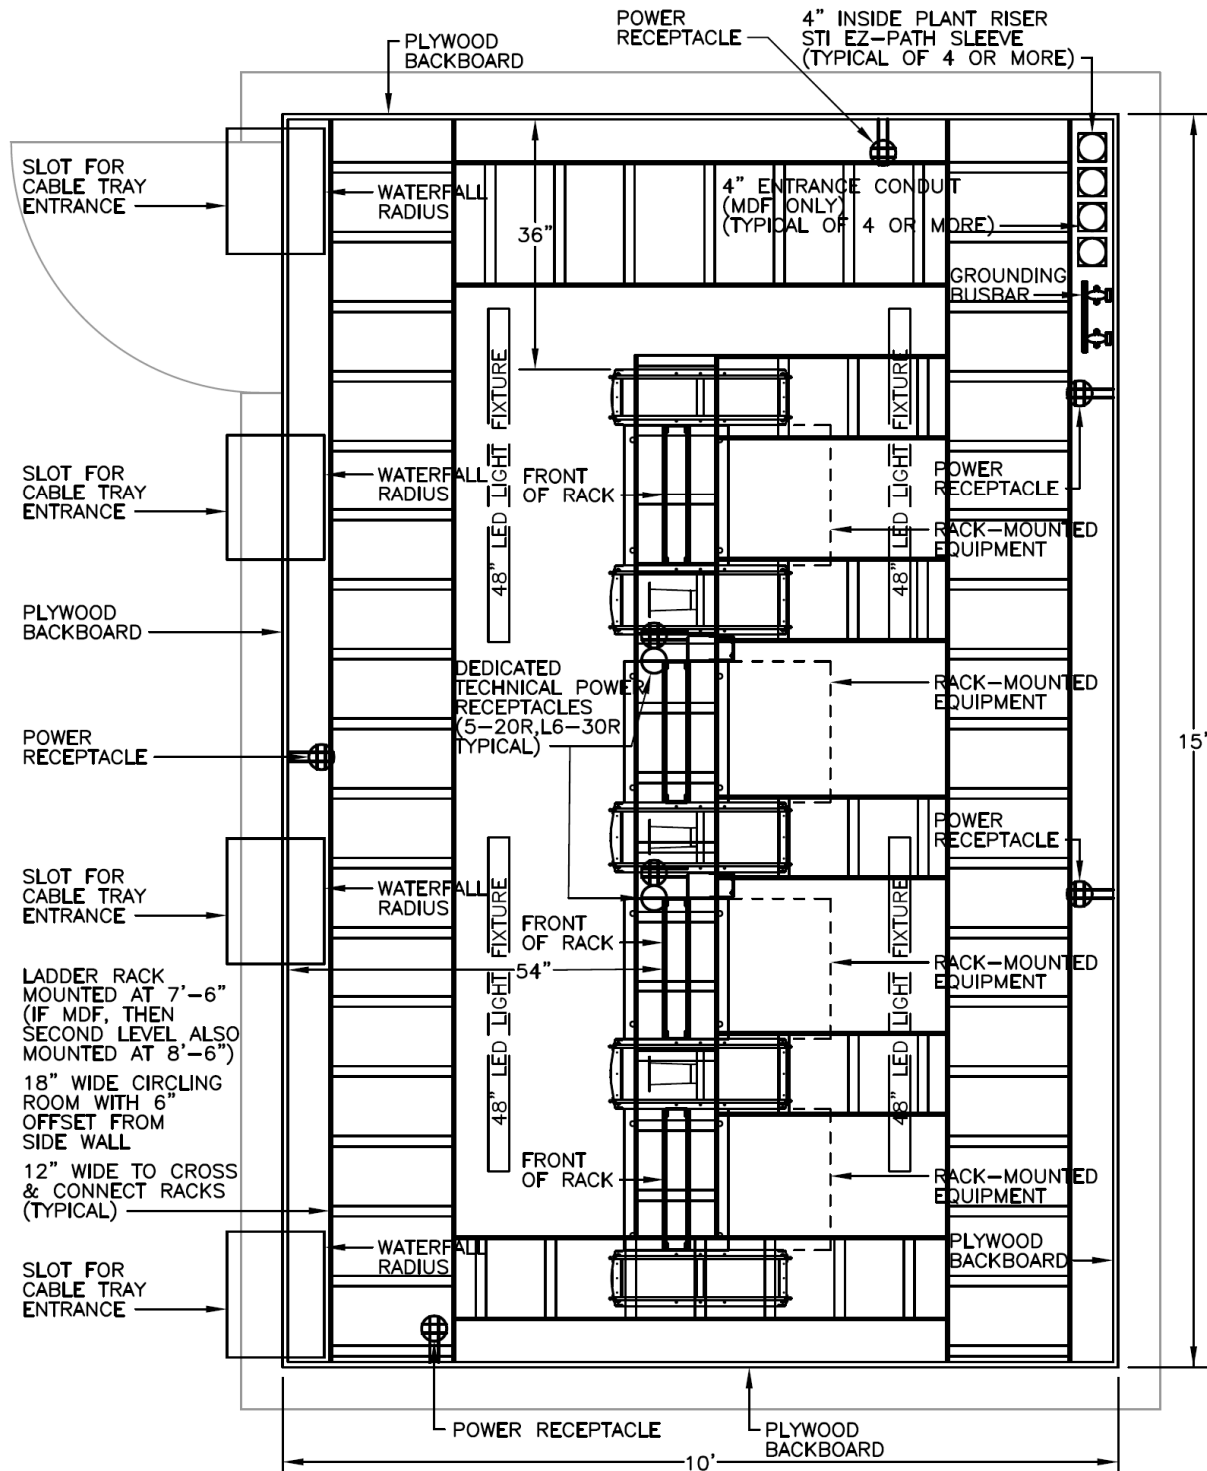 POWER
RECEPTACLE
4" INSIDE PLANT RISER
STI EZ-PATH SLEEVE
(TYPICAL OF 4 OR MORE)
PLYWOOD
BACKBOARD
SLOT FOR
CABLE TRAY
ENTRANCE
WATERFALL
RADIUS
36"
4" ENTRANCE CONDUIT
(MDF ONLY)
(TYPICAL OF 4 OR MORE)
GROUNDING
BUSBAR
48" LED LIGHT FIXTURE
48" LED LIGHT FIXTURE
SLOT FOR
CABLE TRAY
ENTRANCE
WATERFALL
RADIUS
FRONT
OF RACK
POWER
RECEPTACLE
RACK-MOUNTED
EQUIPMENT
PLYWOOD
BACKBOARD
DEDICATED
TECHNICAL POWER
RECEPTACLES
(5-20R,L6-30R
TYPICAL)
RACK-MOUNTED
EQUIPMENT
POWER
RECEPTACLE
15'
POWER
RECEPTACLE
SLOT FOR
CABLE TRAY
ENTRANCE
WATERFALL
RADIUS
48" LED LIGHT FIXTURE
48" LED LIGHT FIXTURE
FRONT
OF RACK
54"
RACK-MOUNTED
EQUIPMENT
LADDER RACK
MOUNTED AT 7'-6"
(IF MDF, THEN
SECOND LEVEL ALSO
MOUNTED AT 8'-6")
18" WIDE CIRCLING
ROOM WITH 6"
OFFSET FROM
SIDE WALL
12" WIDE TO CROSS
& CONNECT RACKS
(TYPICAL)
FRONT
OF RACK
RACK-MOUNTED
EQUIPMENT
WATERFALL
RADIUS
PLYWOOD
BACKBOARD
SLOT FOR
CABLE TRAY
ENTRANCE
POWER RECEPTACLE
PLYWOOD
BACKBOARD
10'